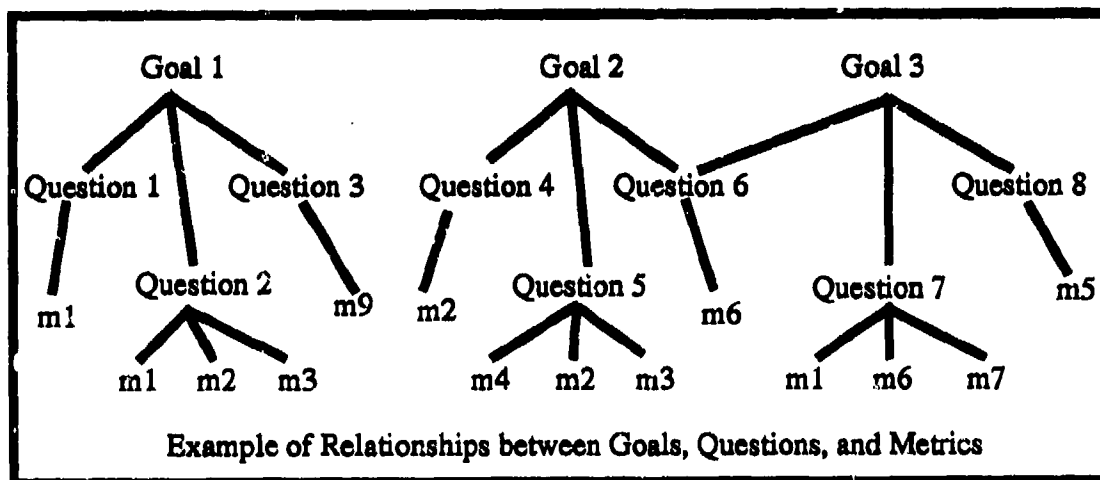 Goal 1 Goal 2 Goal 3
Question 1 Question 3 Question 4 Question 6 Question 8
Question 2 Question 5 Question 7
m1 m9 m2 m6 m5
m1 m2 m3 m4 m2 m3 m1 m6 m7
Example of Relationships between Goals, Questions, and Metrics